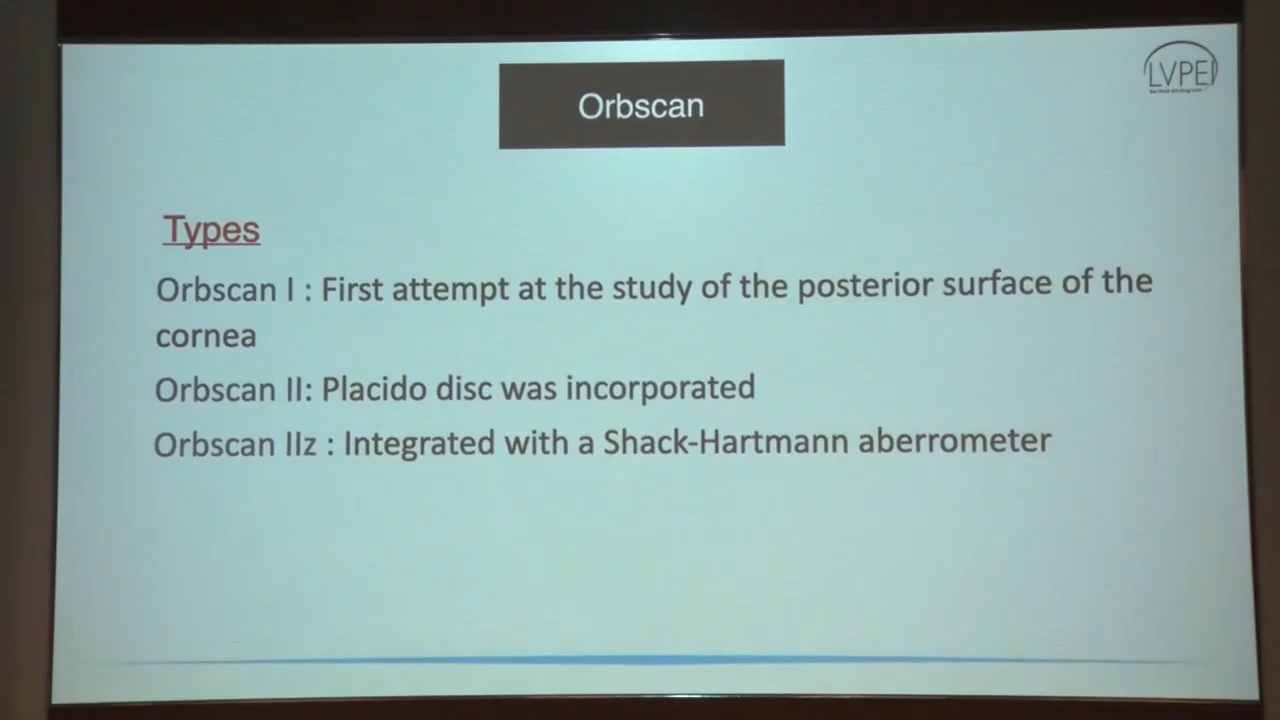 LVPEI
Orbscan
Types
Orbscan I : First attempt at the study of the posterior surface of the
cornea
Orbscan II: Placido disc was incorporated
Orbscan IIz : Integrated with a Shack-Hartmann aberrometer